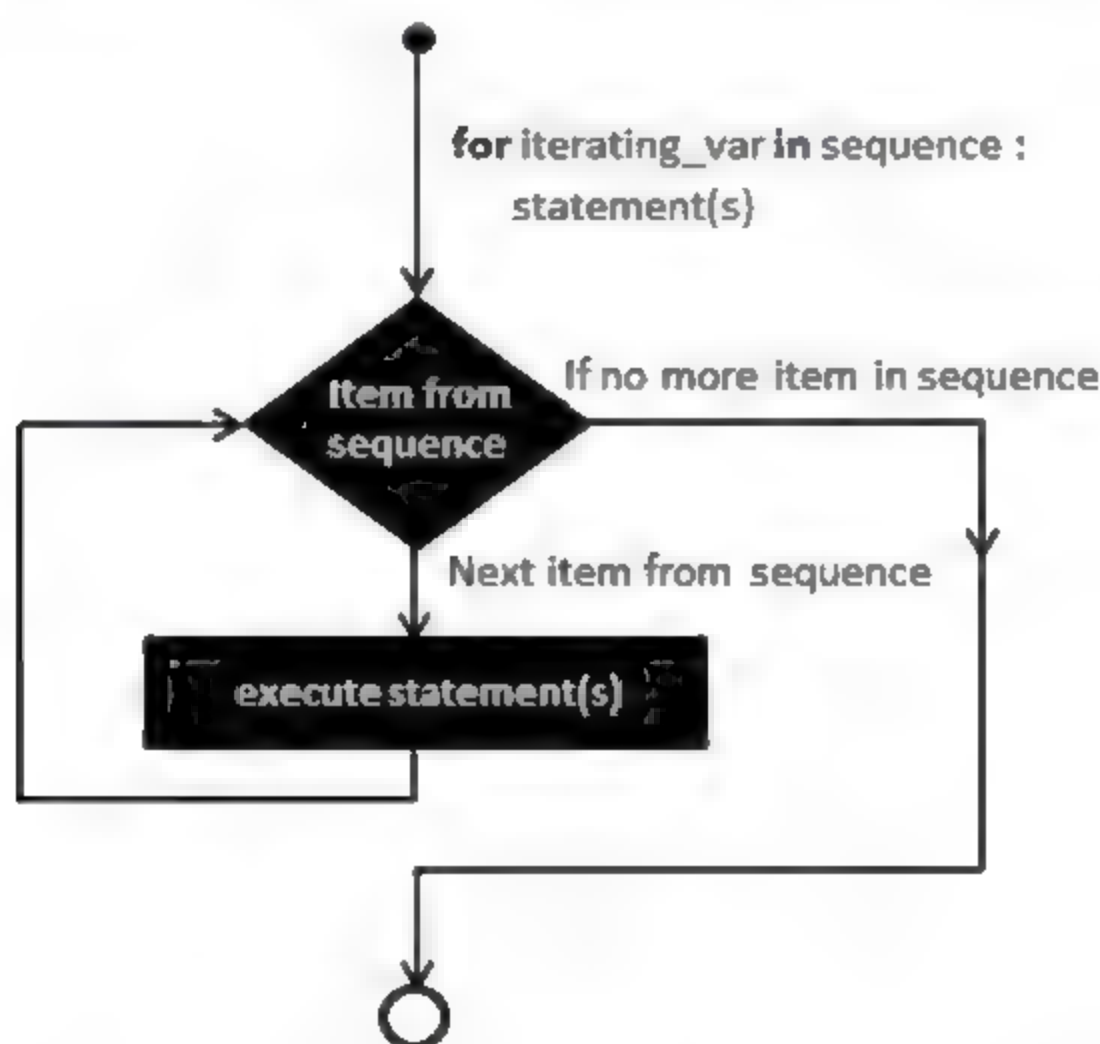 for iterating_var in sequence :
statement(s)
If no more item in sequence
Item from
sequence
Next item from sequence
execute statement(s)